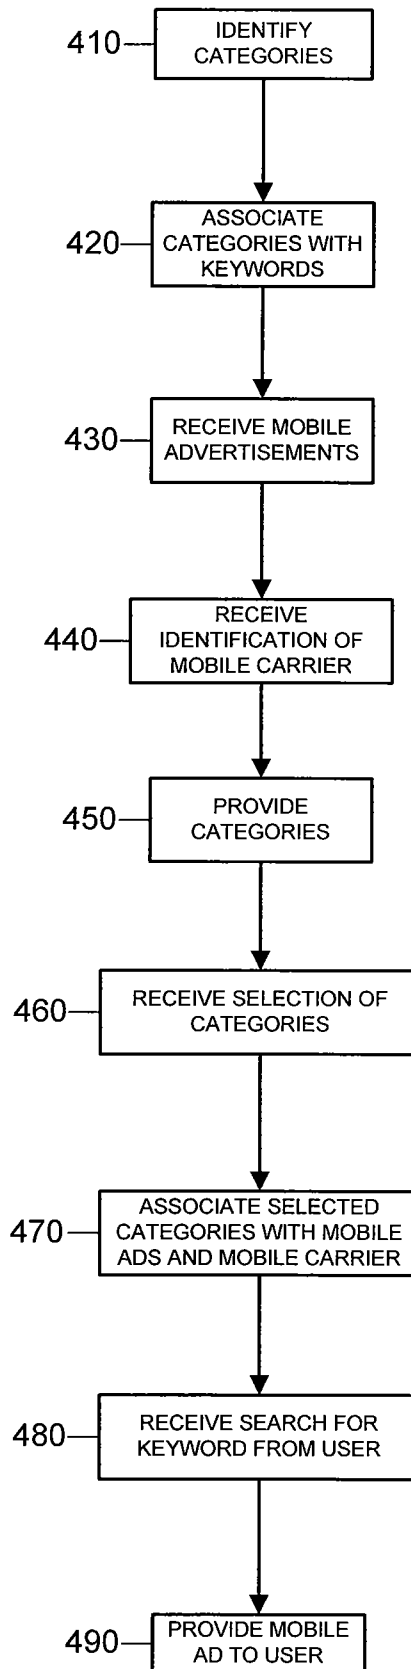 410
IDENTIFY
CATEGORIES
420
ASSOCIATE
CATEGORIES WITH
KEYWORDS
430
RECEIVE MOBILE
ADVERTISEMENTS
440
RECEIVE
IDENTIFICATION OF
MOBILE CARRIER
450
PROVIDE
CATEGORIES
460
RECEIVE SELECTION OF
CATEGORIES
470
ASSOCIATE SELECTED
CATEGORIES WITH MOBILE
ADS AND MOBILE CARRIER
480
RECEIVE SEARCH FOR
KEYWORD FROM USER
490
PROVIDE MOBILE
AD TO USER